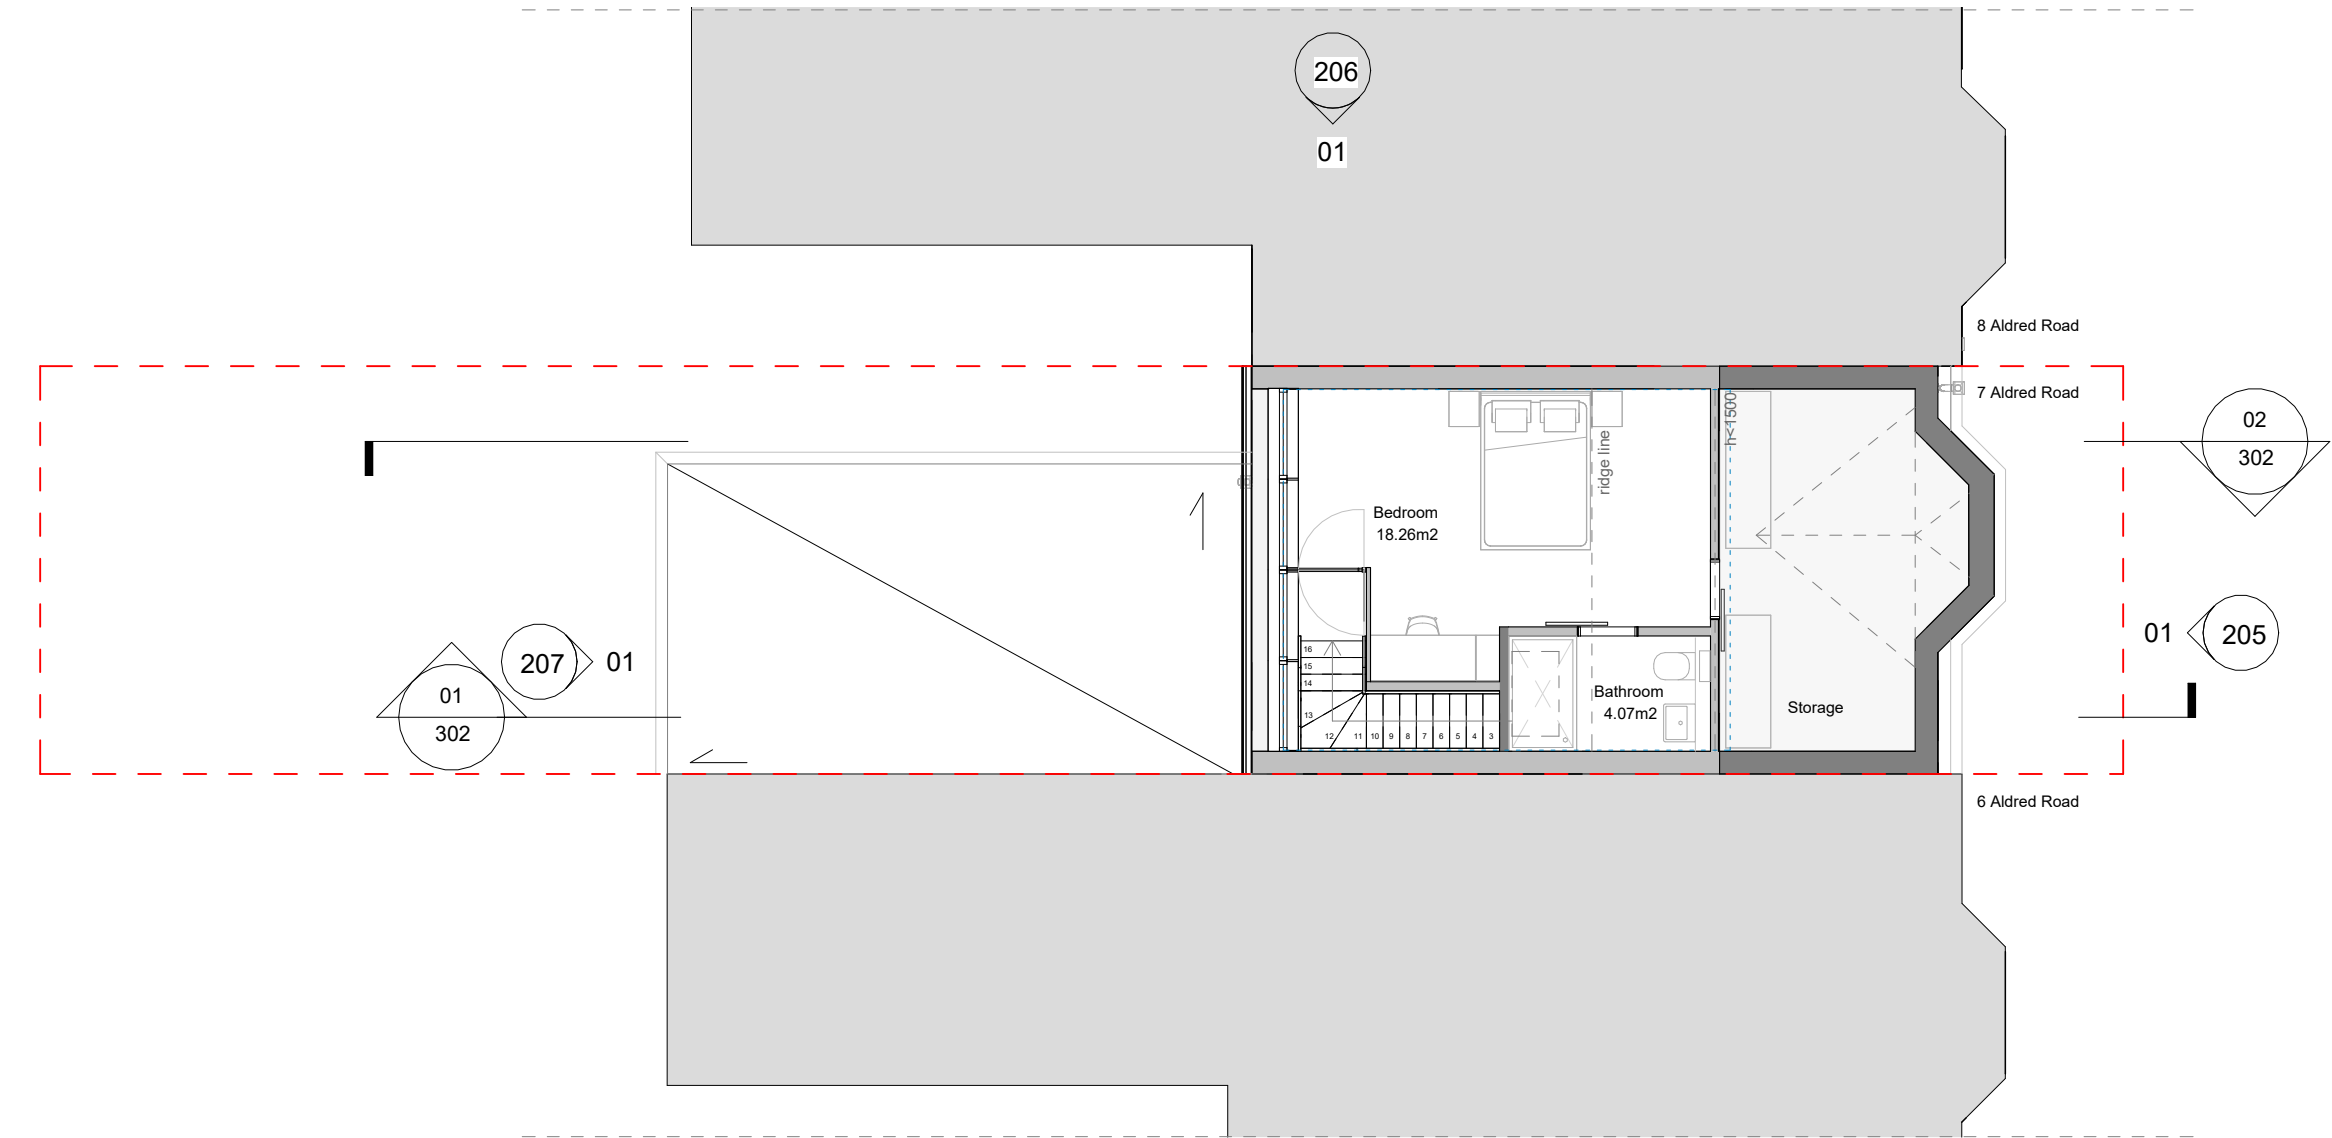 206
01
8 Aldred Road
7 Aldred Road
h<1500
02
302
ridge line
Bedroom
18.26m2
01
205
207
01
01
302
16
15
14
13
12
11
10
9
8
7
6
5
4
3
Bathroom
4.07m2
Storage
6 Aldred Road